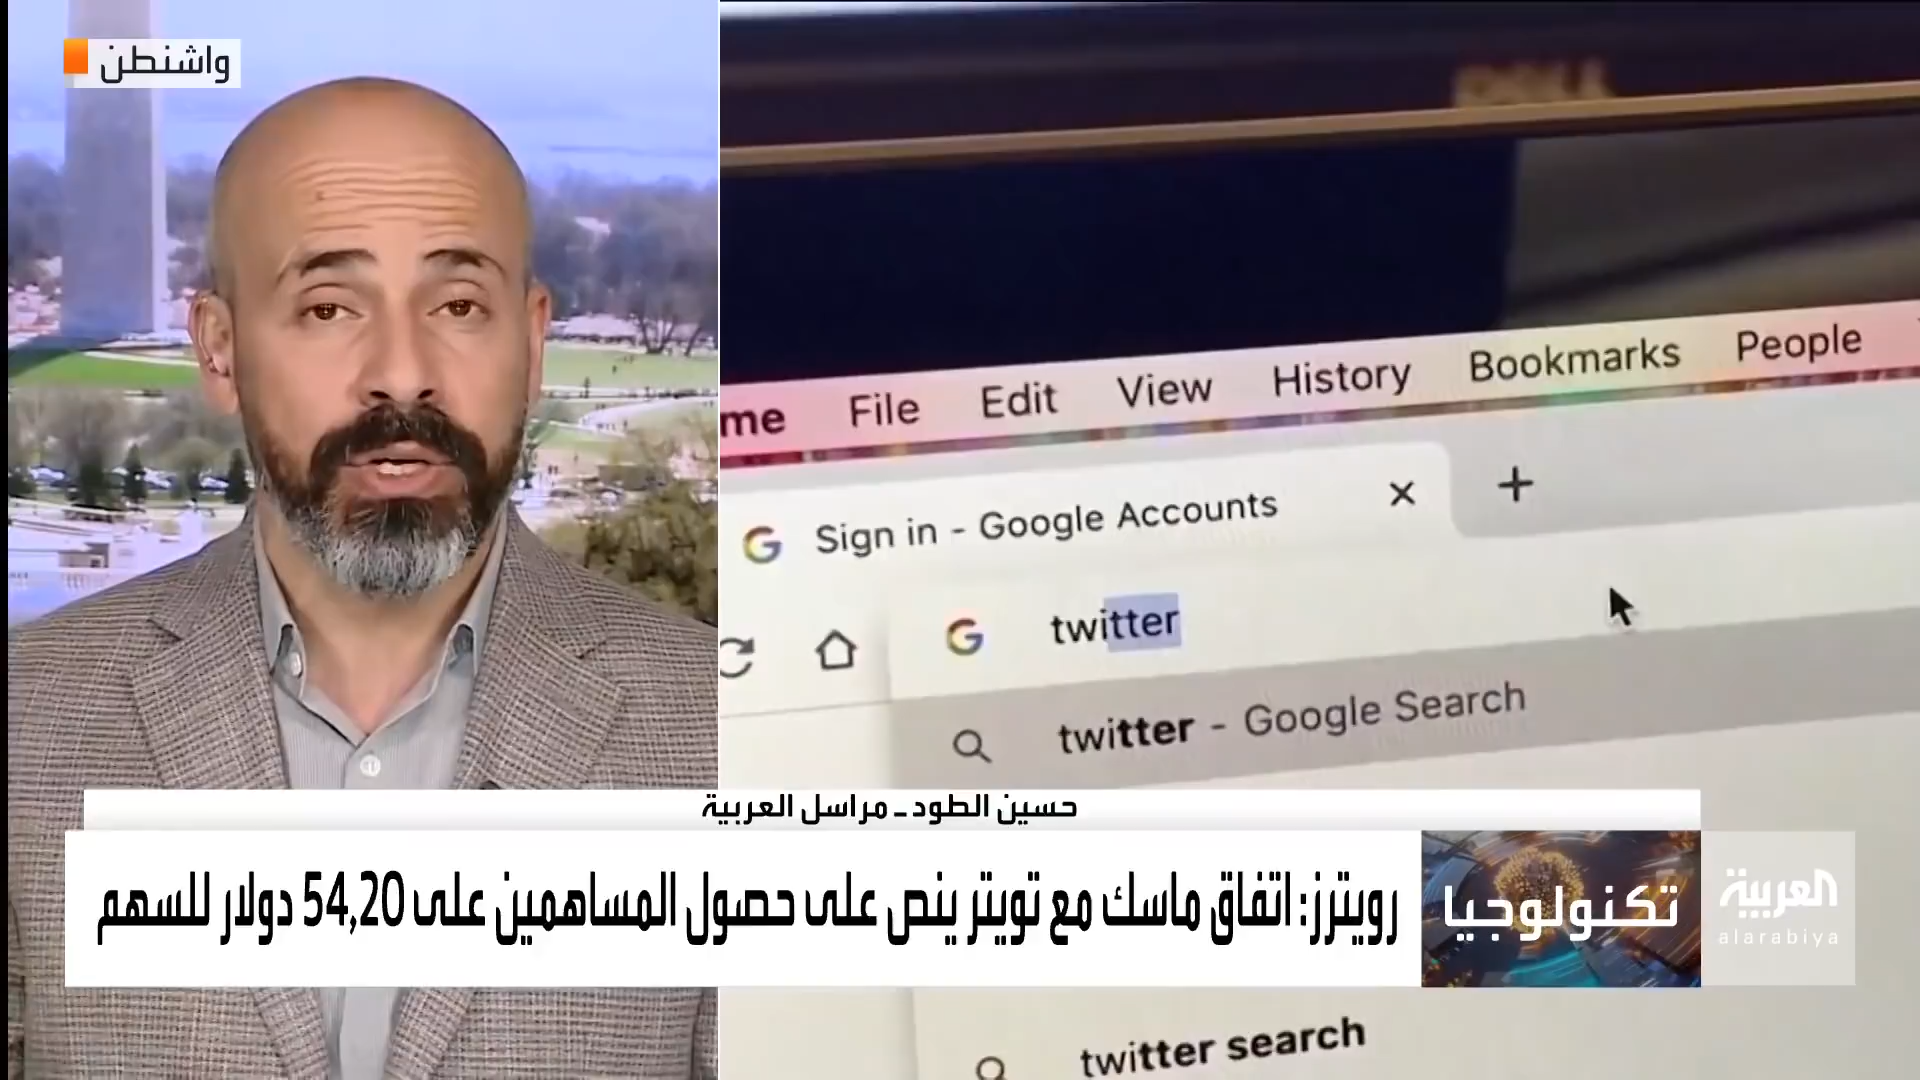 واشنطن
me File Edit View History Bookmarks People
Sign in - Google Accounts
twitter
twitter - Google Search
حسين الطود - مراسل العربية
رويترز: اتفاق ماسك مع تويتر ينص على حصول المساهمين على 54,20 دولار للسهم
تكنولوجيا
العربية
alarabiya
twitter search